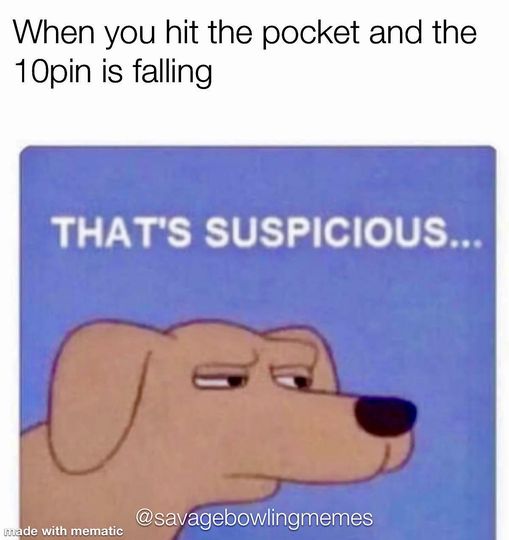 When you hit the pocket and the
10pin is falling
THAT'S SUSPICIOUS...
@savagebowlingmemes
made with mematic